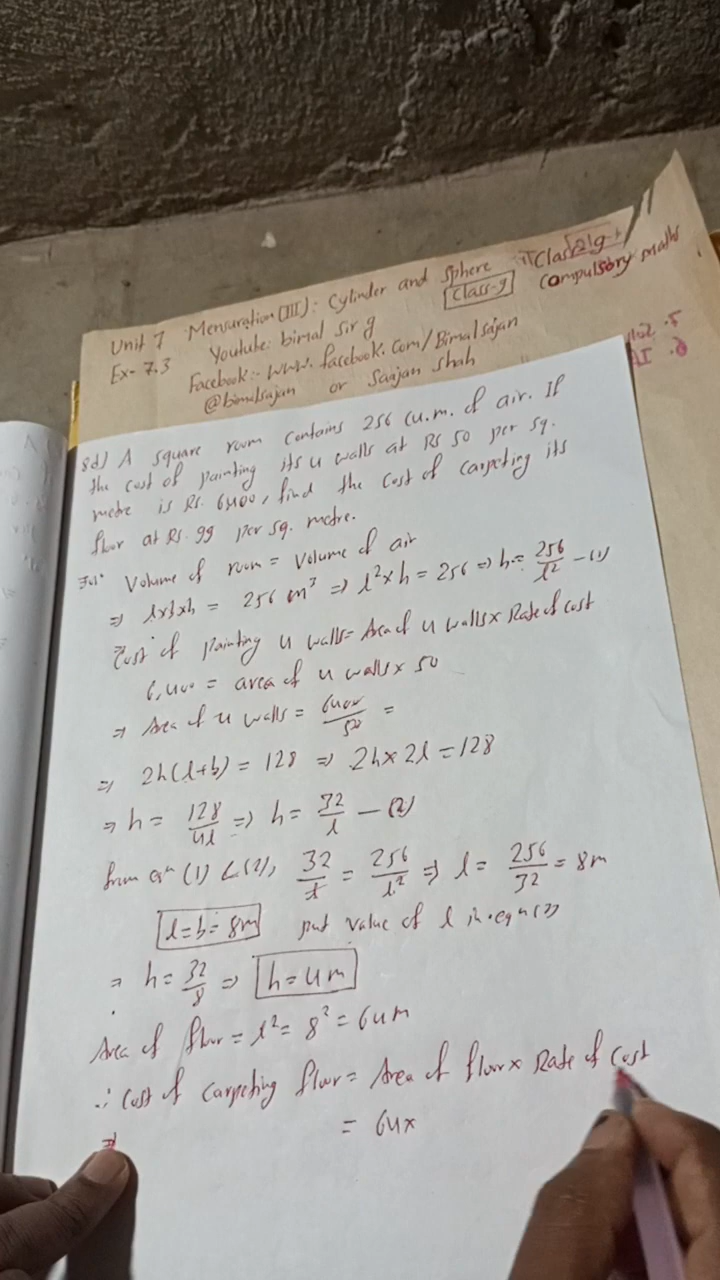 Unit 7 Mensuration (III): Cylinder and Sphere
Class-9 Compulsory maths
Ex- 7.3 Youtube: bimal Sir g
Facebook:- www.facebook.com/Bimalsajan
@bimalsajan or Saajan Shah
8d) A square room contains 256 cu.m. of air. If
the cost of painting its 4 walls at Rs 50 per sq.
metre is Rs. 6400, find the cost of carpeting its
floor at Rs. 99 per sq. metre.
Sol: Volume of room = Volume of air
⇒ l×l×h = 256 m³ ⇒ l²×h = 256 ⇒ h = 256/l² - (1)
Cost of painting 4 walls = Area of 4 walls × Rate of cost
6,400 = area of 4 walls × 50
⇒ Area of 4 walls = 6400/50 =
⇒ 2h(l+b) = 128 ⇒ 2h×2l = 128
⇒ h = 128/4l ⇒ h = 32/l - (2)
from eqn (1) & (2), 32/l = 256/l² ⇒ l = 256/32 = 8m
l=b=8m put value of l in eqn (2)
= h = 32/8 ⇒ h=4m
Area of floor = l² = 8² = 64m
∴ Cost of carpeting floor = Area of floor × Rate of cost
= 64×